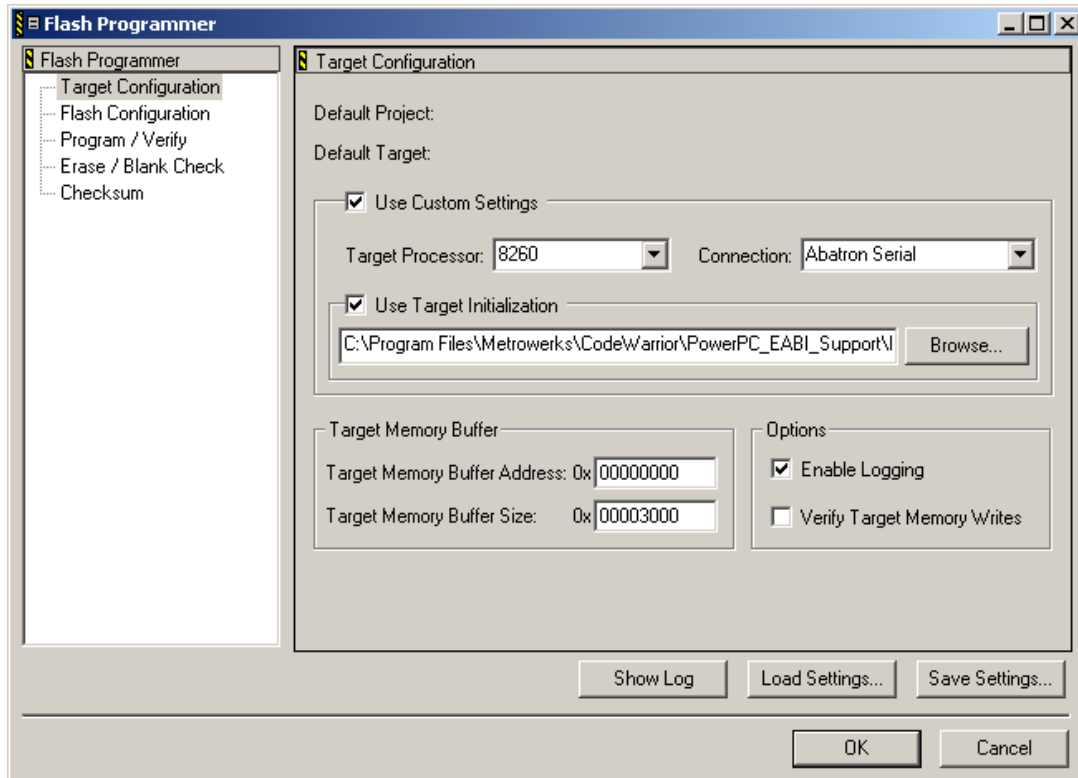 Flash Programmer
Flash Programmer
Target Configuration
Flash Configuration
Program / Verify
Erase / Blank Check
Checksum
Target Configuration
Default Project:
Default Target:
Use Custom Settings
Target Processor: 8260 Connection: Abatron Serial
Use Target Initialization
C:\Program Files\Metrowerks\CodeWarrior\PowerPC_EABI_Support\ Browse...
Target Memory Buffer
Target Memory Buffer Address: 0x 00000000
Target Memory Buffer Size: 0x 00003000
Options
Enable Logging
Verify Target Memory Writes
Show Log Load Settings... Save Settings...
OK Cancel